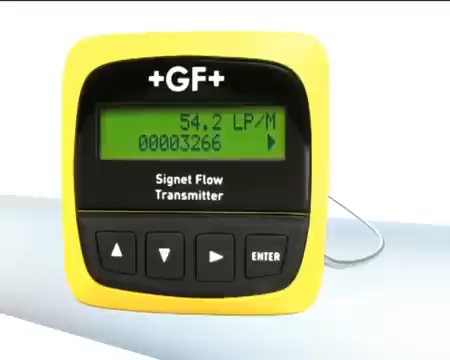 +GF+
54.2 LP/M
00003266
Signet Flow
Transmitter
ENTER